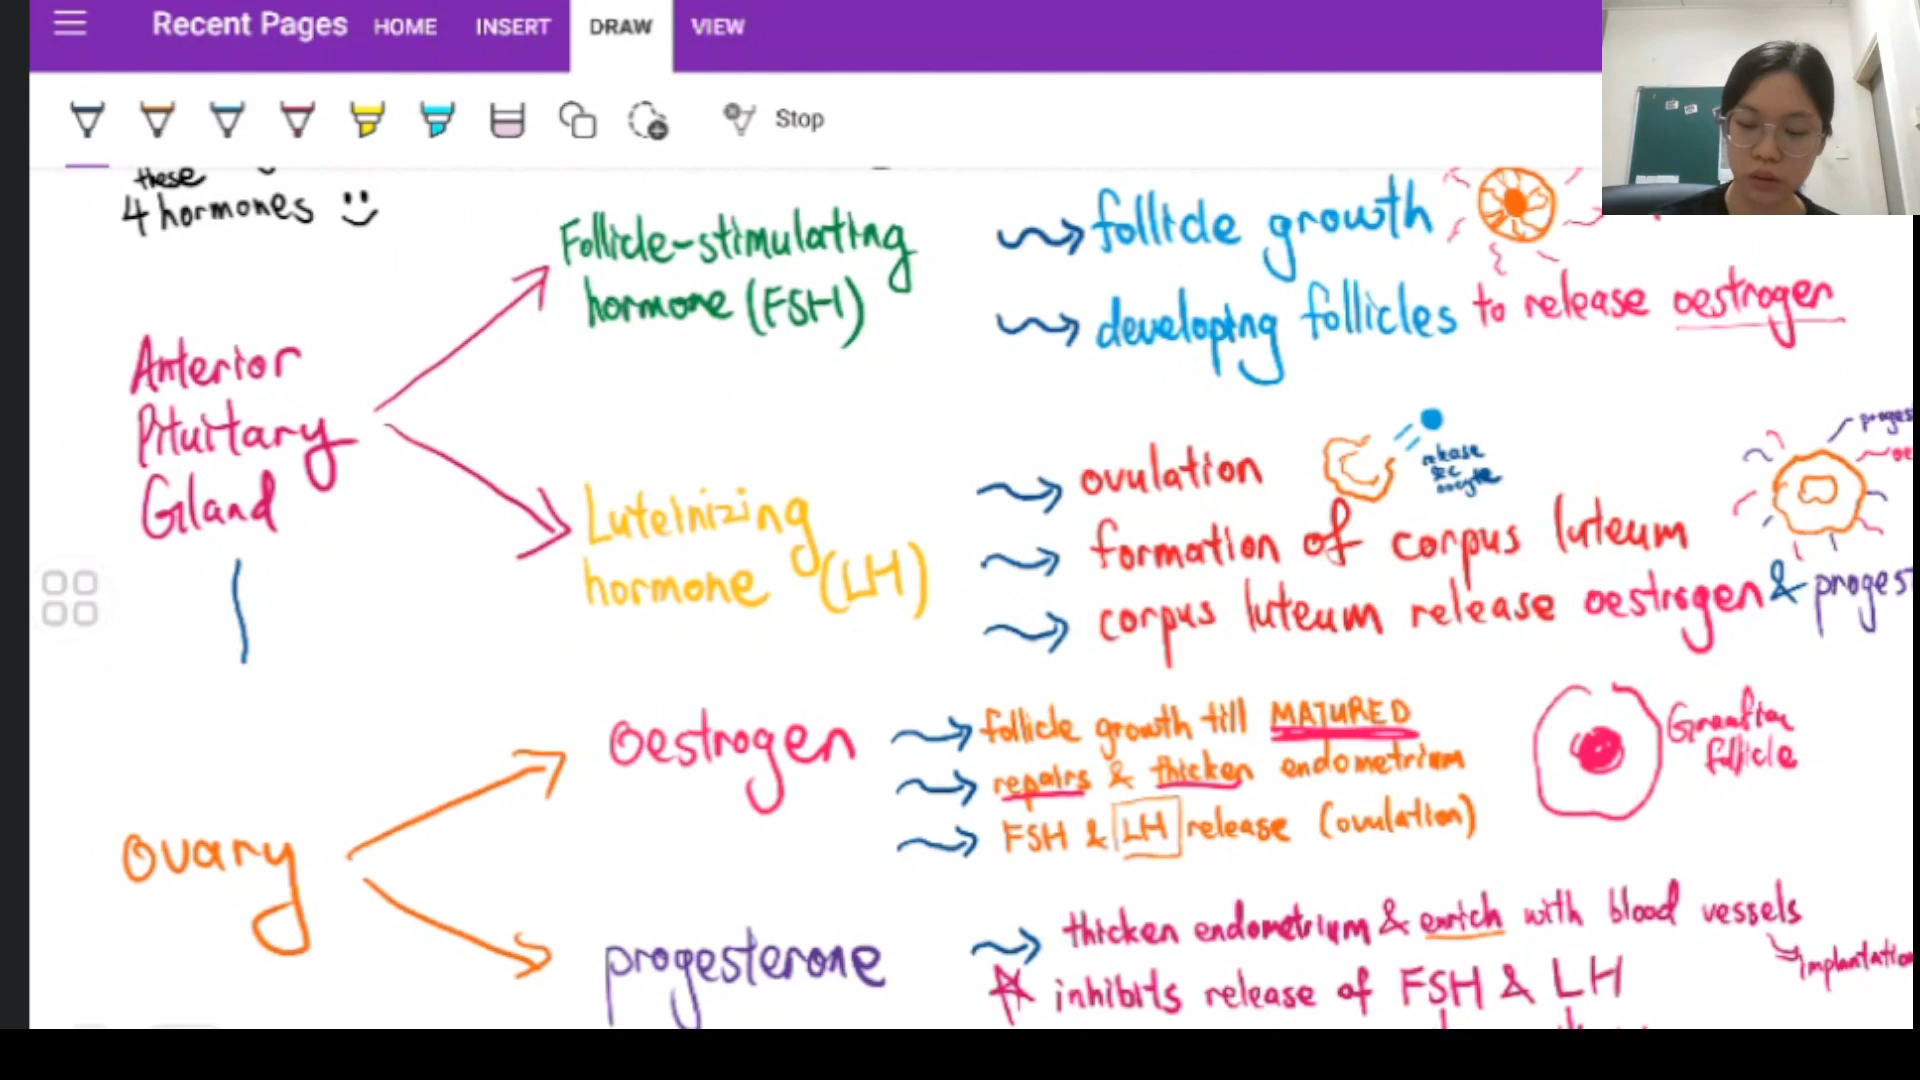 Recent Pages HOME INSERT DRAW VIEW
Stop
these
4 hormones
Anterior
Pituitary
Gland
Follicle-stimulating
hormone (FSH)
follicle growth
developing follicles to release oestrogen
Luteinizing
hormone (LH)
ovulation
release
oocyte
formation of corpus luteum
corpus luteum release oestrogen & progest
proges
oe
Ovary
Oestrogen
follicle growth till MATURED
repairs & thicken endometrium
FSH & LH release (ovulation)
Graafian
follicle
progesterone
thicken endometrium & enrich with blood vessels
implantation
inhibits release of FSH & LH